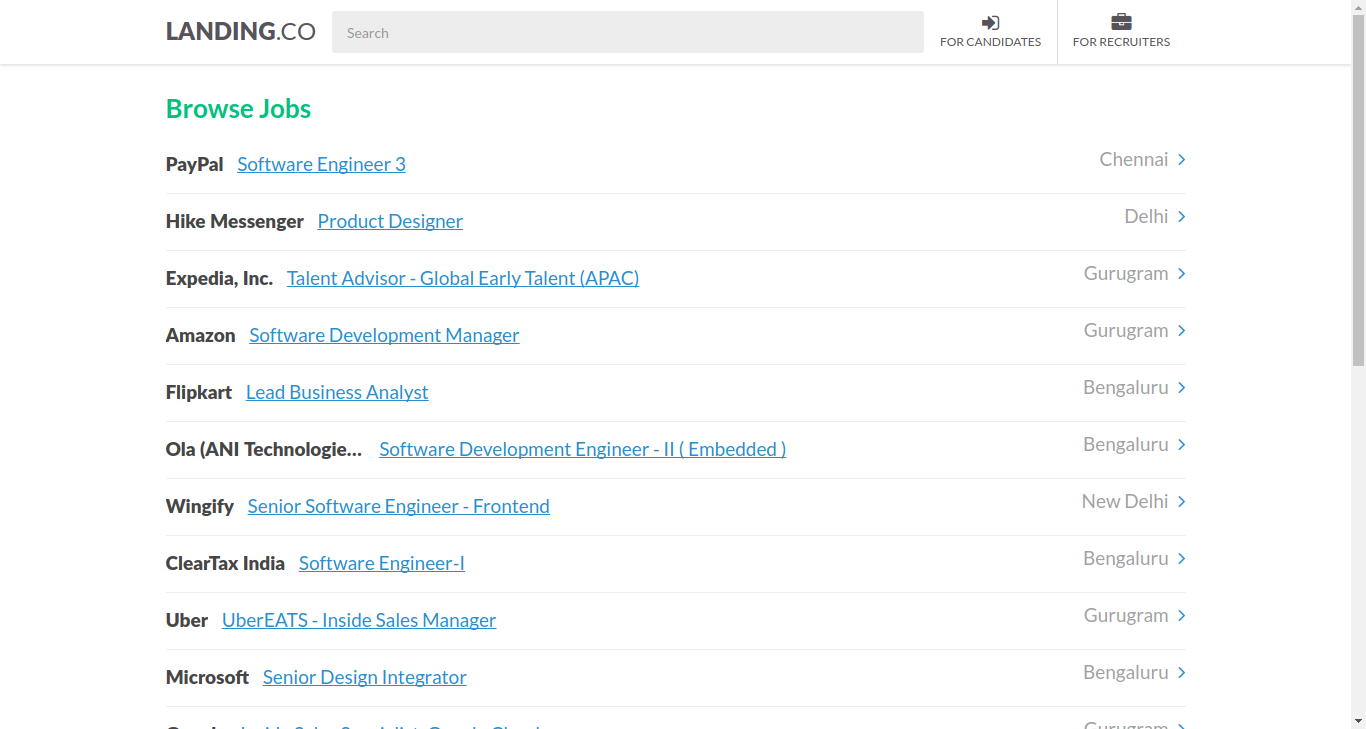 LANDING.CO
Search
FOR CANDIDATES
FOR RECRUITERS
Browse Jobs
PayPal Software Engineer 3 Chennai
Hike Messenger Product Designer Delhi
Expedia, Inc. Talent Advisor - Global Early Talent (APAC) Gurugram
Amazon Software Development Manager Gurugram
Flipkart Lead Business Analyst Bengaluru
Ola (ANI Technologie... Software Development Engineer - II ( Embedded ) Bengaluru
Wingify Senior Software Engineer - Frontend New Delhi
ClearTax India Software Engineer-I Bengaluru
Uber UberEATS - Inside Sales Manager Gurugram
Microsoft Senior Design Integrator Bengaluru
Gurugram